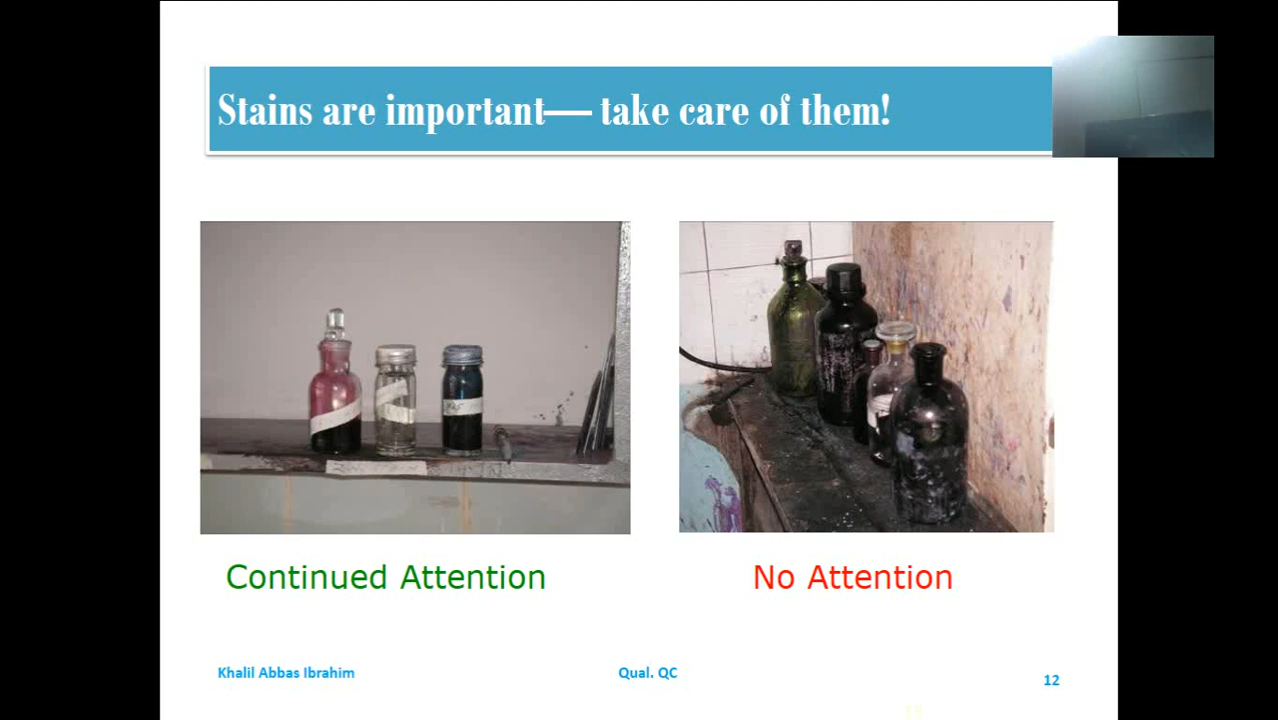 Stains are important— take care of them!
Continued Attention
No Attention
Khalil Abbas Ibrahim
Qual. QC
12